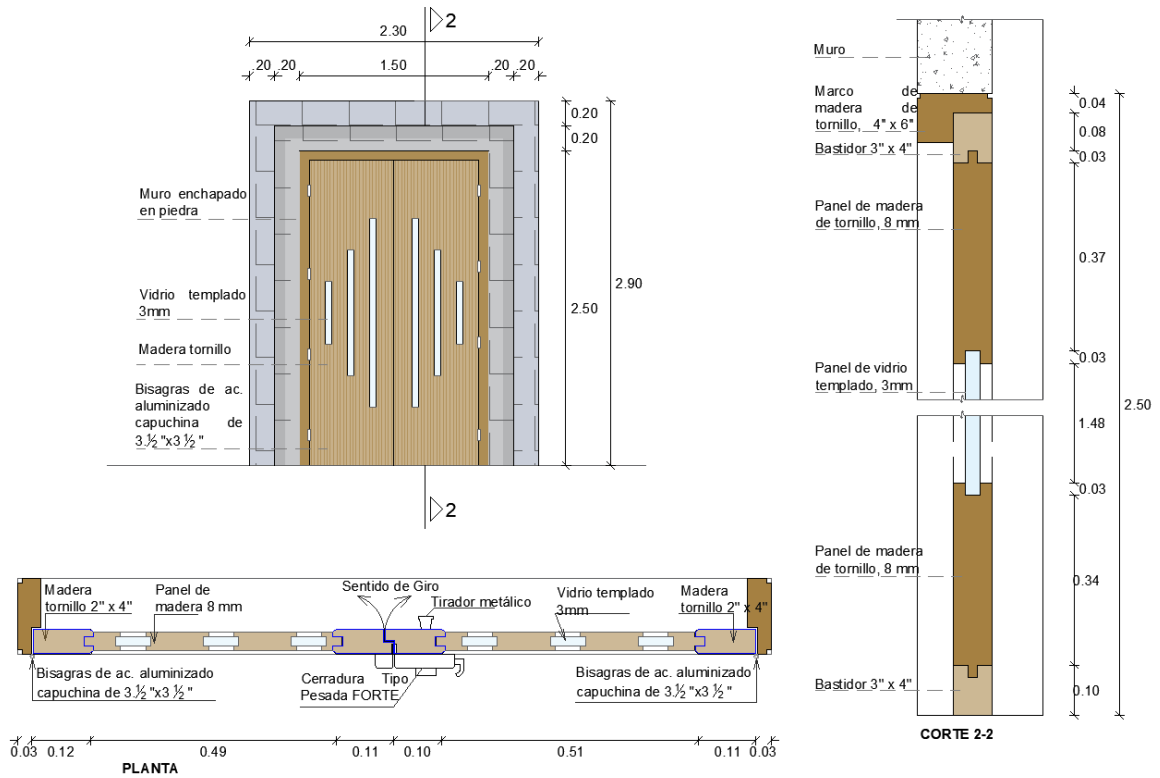 2
2.30
.20 .20 1.50 .20 .20
0.20
0.20
2.50
2.90
Muro enchapado
en piedra
Vidrio templado
3mm
Madera tornillo
Bisagras de ac.
aluminizado
capuchina de
3.½"x3½"
2
Muro
Marco de
madera de
tornillo, 4" x 6"
Bastidor 3" x 4"
Panel de madera
de tornillo, 8 mm
Panel de vidrio
templado, 3mm
Panel de madera
de tornillo, 8 mm
Bastidor 3" x 4"
0.04
0.08
0.03
0.37
0.03
1.48
0.03
0.34
0.10
2.50
CORTE 2-2
Madera
tornillo 2" x 4"
Panel de
madera 8 mm
Sentido de Giro
Tirador metálico
Vidrio templado
3mm
Madera
tornillo 2" x 4"
Bisagras de ac. aluminizado
capuchina de 3.½"x3½"
Cerradura Tipo
Pesada FORTE
Bisagras de ac. aluminizado
capuchina de 3.½"x3½"
0.03 0.12 0.49 0.11 0.10 0.51 0.11 0.03
PLANTA